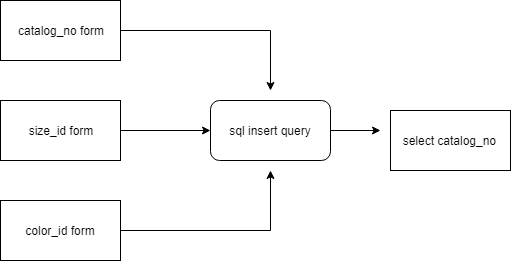 catalog_no form
size_id form
sql insert query
select catalog_no
color_id form